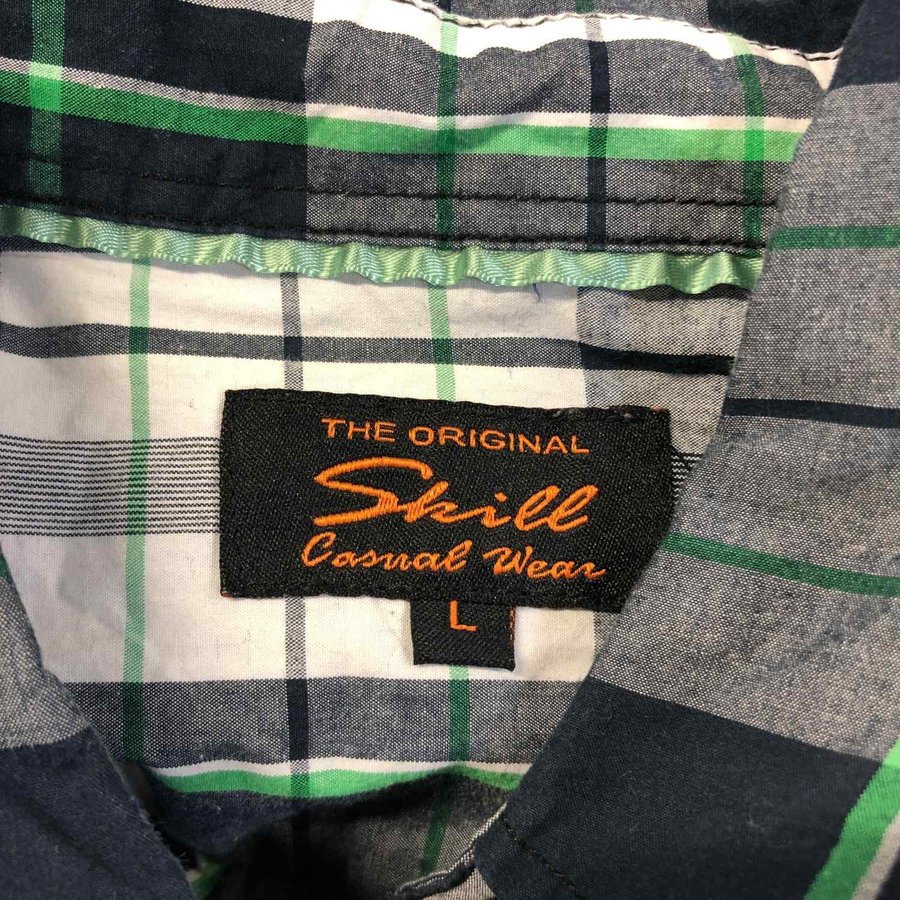 THE ORIGINAL
Skill
Casual Wear
L